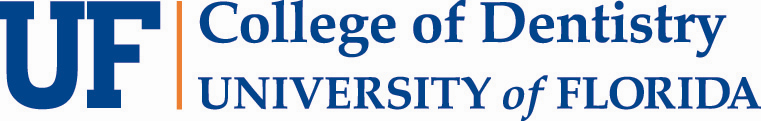 UF
College of Dentistry
UNIVERSITY of FLORIDA